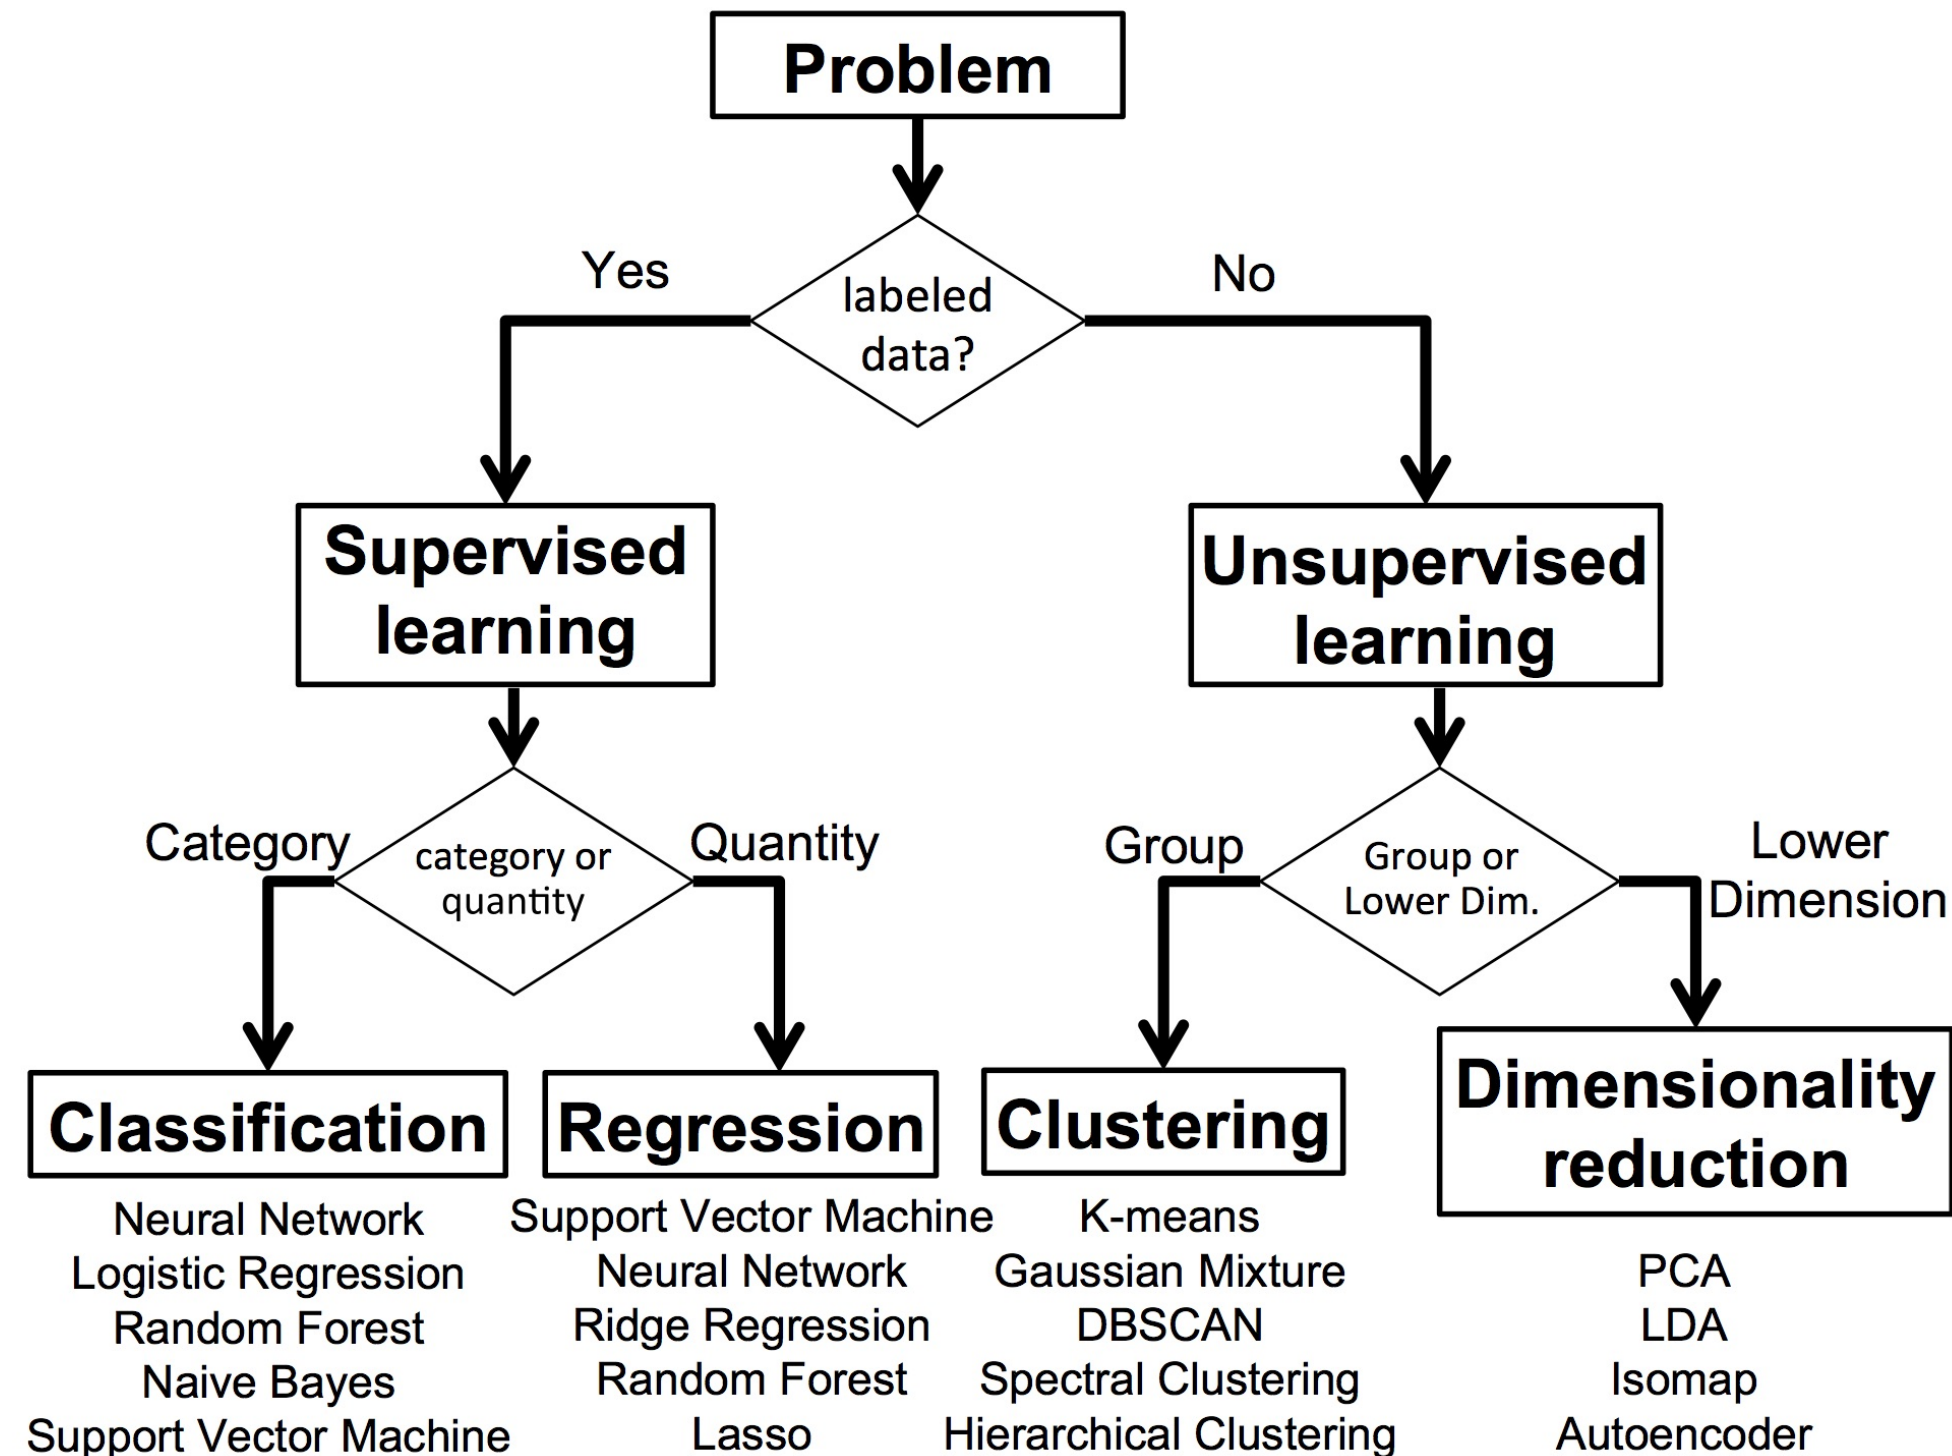 Problem
Yes
labeled
data?
No
Supervised
learning
Unsupervised
learning
Category
category or
quantity
Quantity
Group
Group or
Lower Dim.
Lower
Dimension
Classification
Neural Network
Logistic Regression
Random Forest
Naive Bayes
Support Vector Machine
Regression
Support Vector Machine
Neural Network
Ridge Regression
Random Forest
Lasso
Clustering
K-means
Gaussian Mixture
DBSCAN
Spectral Clustering
Hierarchical Clustering
Dimensionality
reduction
PCA
LDA
Isomap
Autoencoder